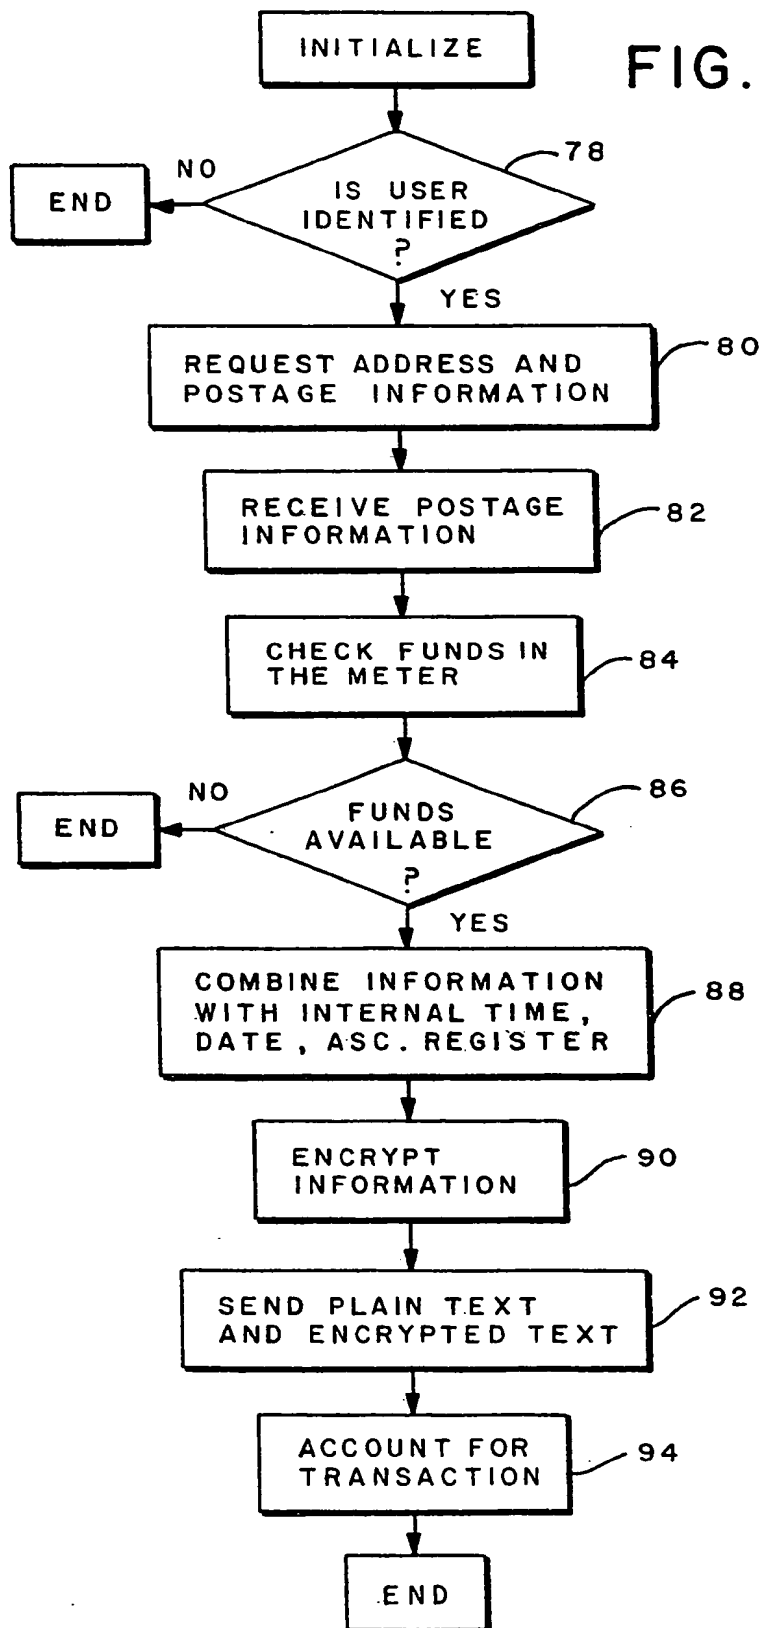 INITIALIZE
FIG.
78
NO
END
IS USER
IDENTIFIED
?
YES
80
REQUEST ADDRESS AND
POSTAGE INFORMATION
82
RECEIVE POSTAGE
INFORMATION
84
CHECK FUNDS IN
THE METER
86
NO
END
FUNDS
AVAILABLE
?
YES
88
COMBINE INFORMATION
WITH INTERNAL TIME,
DATE, ASC. REGISTER
90
ENCRYPT
INFORMATION
92
SEND PLAIN TEXT
AND ENCRYPTED TEXT
94
ACCOUNT FOR
TRANSACTION
END